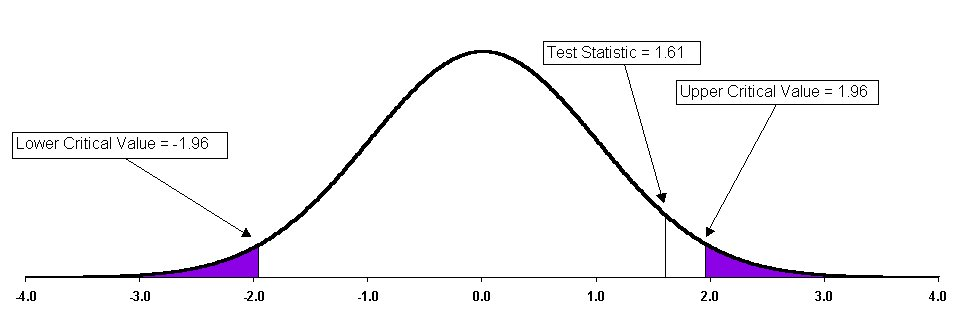 Test Statistic = 1.61
Upper Critical Value = 1.96
Lower Critical Value = -1.96
-4.0 -3.0 -2.0 -1.0 0.0 1.0 2.0 3.0 4.0